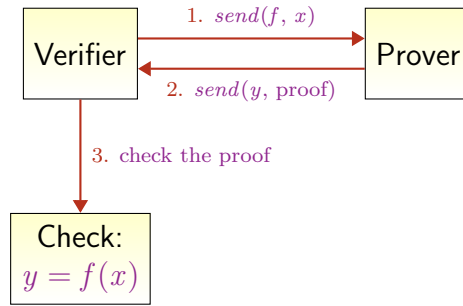 1. send(f, x)
Verifier
Prover
2. send(y, proof)
3. check the proof
Check:
y = f(x)